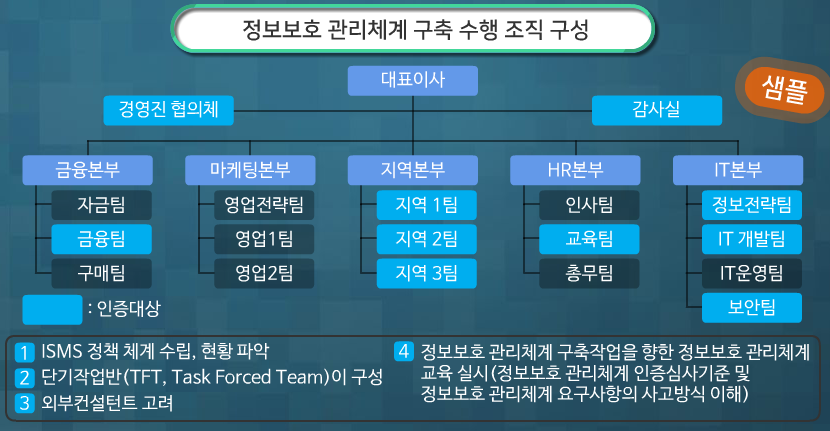 정보보호 관리체계 구축 수행 조직 구성
샘플
대표이사
경영진 협의체
감사실
금융본부
마케팅본부
지역본부
HR본부
IT본부
자금팀
영업전략팀
지역 1팀
인사팀
정보전략팀
금융팀
영업1팀
지역 2팀
교육팀
IT 개발팀
구매팀
영업2팀
지역 3팀
총무팀
IT운영팀
: 인증대상
보안팀
1 ISMS 정책 체계 수립, 현황 파악
2 단기작업반(TFT, Task Forced Team)이 구성
3 외부컨설턴트 고려
4 정보보호 관리체계 구축작업을 향한 정보보호 관리체계
교육 실시(정보보호 관리체계 인증심사기준 및
정보보호 관리체계 요구사항의 사고방식 이해)